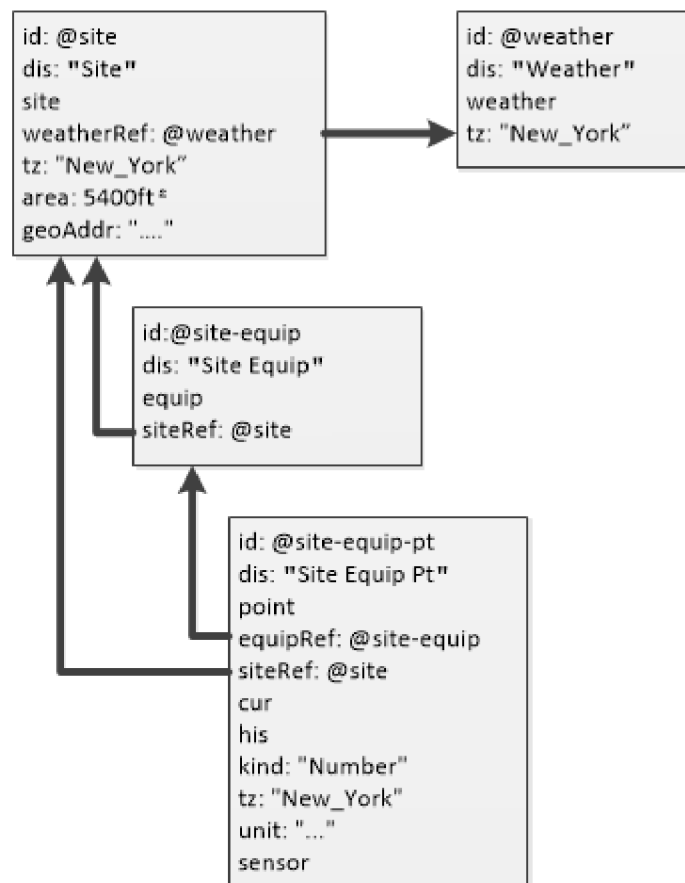 id: @site
dis: "Site"
site
weatherRef: @weather
tz: "New_York"
area: 5400ft²
geoAddr: "...."
id: @weather
dis: "Weather"
weather
tz: "New_York"
id:@site-equip
dis: "Site Equip"
equip
siteRef: @site
id: @site-equip-pt
dis: "Site Equip Pt"
point
equipRef: @site-equip
siteRef: @site
cur
his
kind: "Number"
tz: "New_York"
unit: "..."
sensor